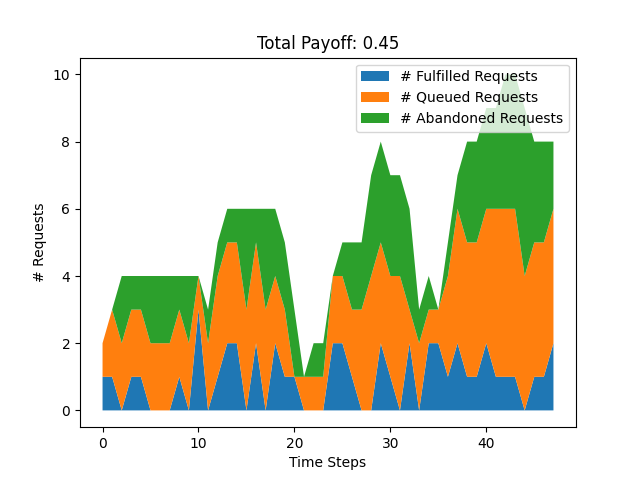 Total Payoff: 0.45
# Fulfilled Requests
# Queued Requests
# Abandoned Requests
10
8
6
4
2
0
# Requests
0 10 20 30 40
Time Steps